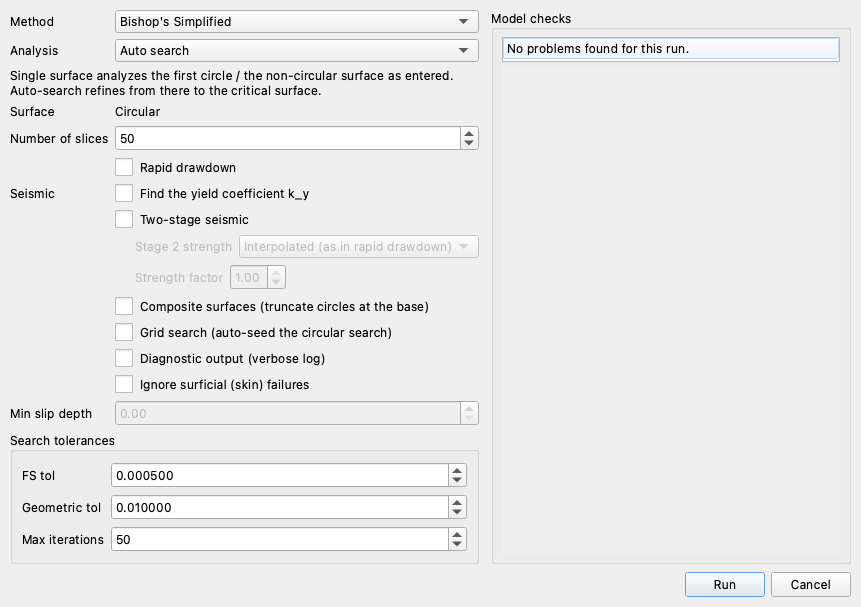 Method
Bishop's Simplified
Analysis
Auto search
Single surface analyzes the first circle / the non-circular surface as entered.
Auto-search refines from there to the critical surface.
Surface
Circular
Number of slices
50
Rapid drawdown
Seismic
Find the yield coefficient k_y
Two-stage seismic
Stage 2 strength
Interpolated (as in rapid drawdown)
Strength factor
1.00
Composite surfaces (truncate circles at the base)
Grid search (auto-seed the circular search)
Diagnostic output (verbose log)
Ignore surficial (skin) failures
Min slip depth
0.00
Search tolerances
FS tol
0.000500
Geometric tol
0.010000
Max iterations
50
Model checks
No problems found for this run.
Run
Cancel